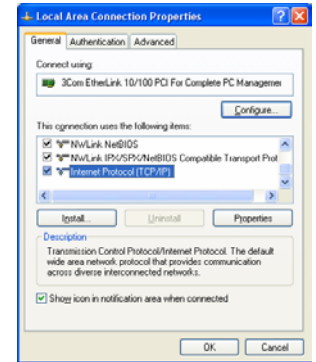 Local Area Connection Properties
General Authentication Advanced
Connect using:
3Com EtherLink 10/100 PCI For Complete PC Managemer
Configure...
This connection uses the following items:
NWLink NetBIOS
NWLink IPX/SPX/NetBIOS Compatible Transport Prot
Internet Protocol (TCP/IP)
Install... Uninstall Properties
Description
Transmission Control Protocol/Internet Protocol. The default
wide area network protocol that provides communication
across diverse interconnected networks.
Show icon in notification area when connected
OK Cancel